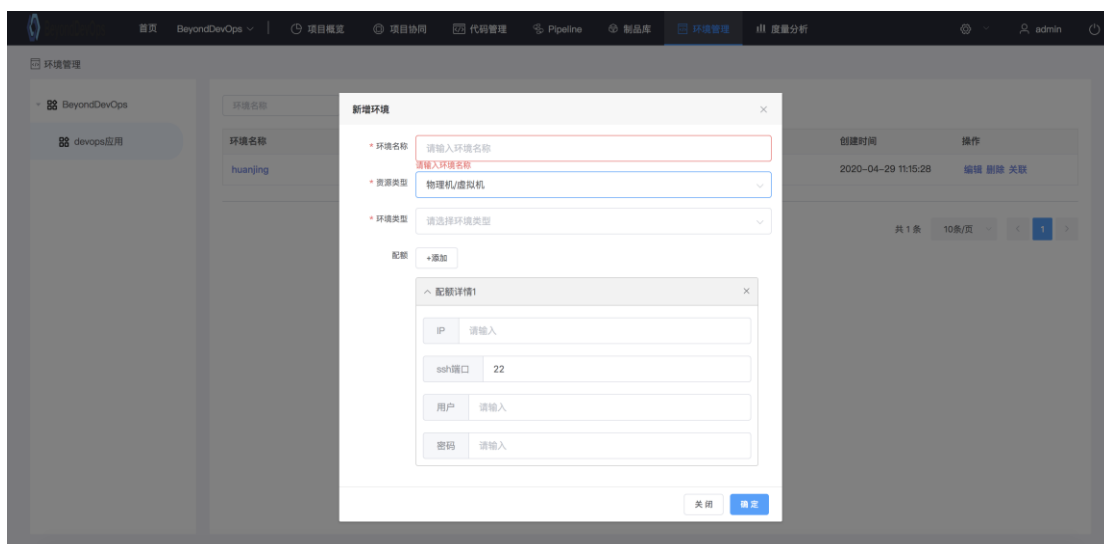 首页 BeyondDevOps 项目概览 项目协同 代码管理 Pipeline 制品库 环境管理 度量分析 admin
环境管理
BeyondDevOps
devops应用
环境名称
环境名称 创建时间 操作
huanjing 2020-04-29 11:15:28 编辑 删除 关联
共 1 条 10条/页 1
新增环境
* 环境名称 请输入环境名称
请输入环境名称
* 资源类型 物理机/虚拟机
* 环境类型 请选择环境类型
配额 +添加
配额详情1
IP 请输入
ssh端口 22
用户 请输入
密码 请输入
关 闭 确 定